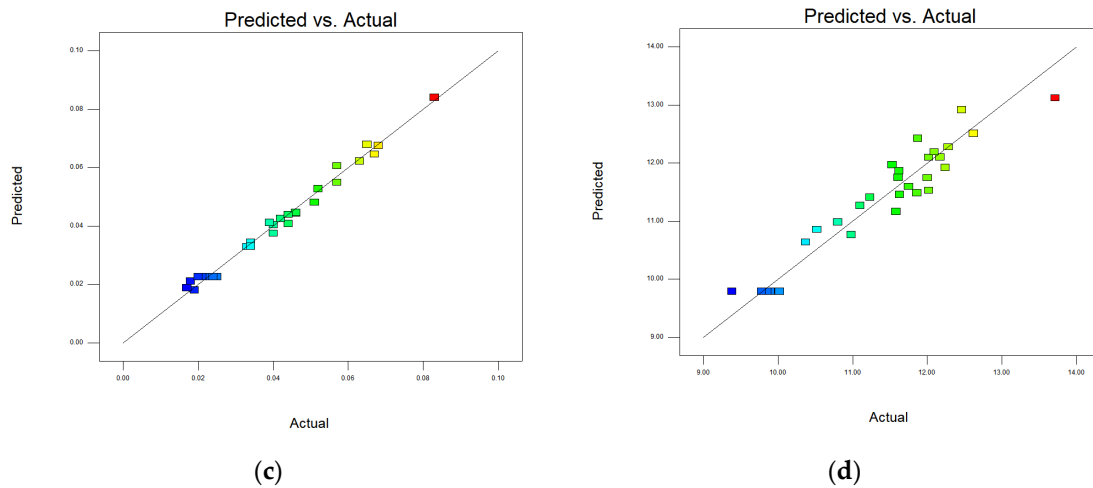 Predicted vs. Actual
Predicted
0.10
0.08
0.06
0.04
0.02
0.00
0.00 0.02 0.04 0.06 0.08 0.10
Actual
(c)
Predicted vs. Actual
Predicted
14.00
13.00
12.00
11.00
10.00
9.00
9.00 10.00 11.00 12.00 13.00 14.00
Actual
(d)